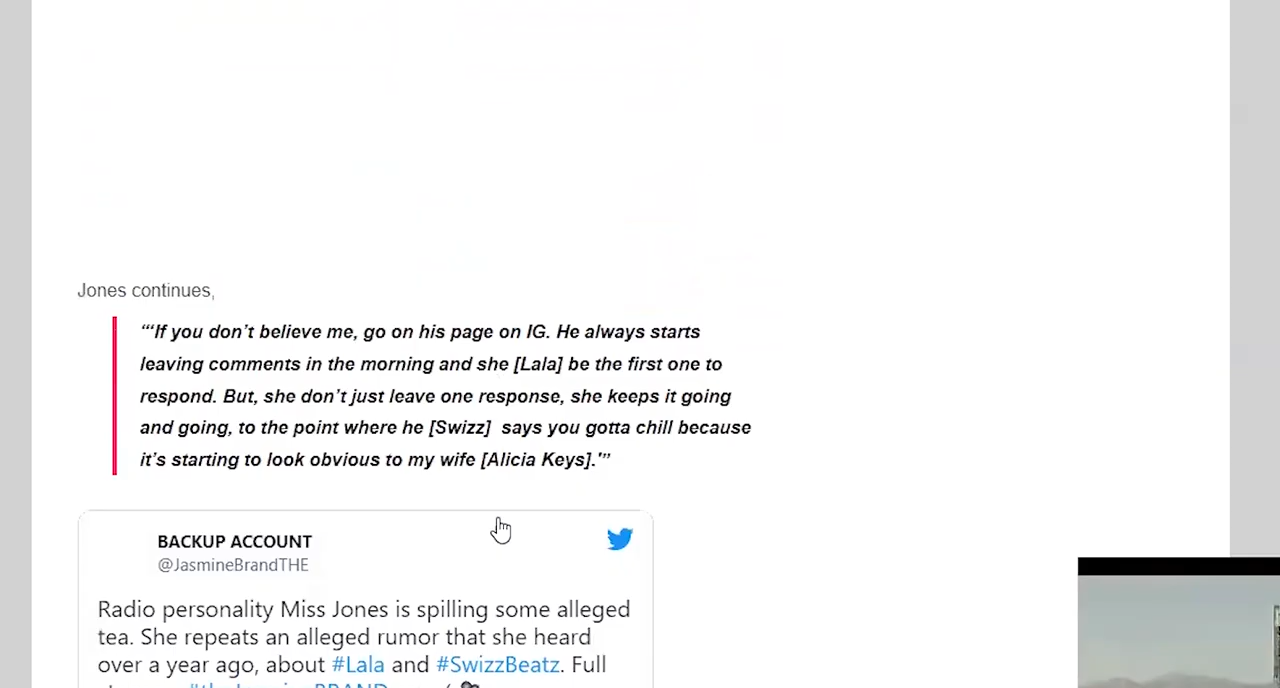 Jones continues,
“‘If you don’t believe me, go on his page on IG. He always starts
leaving comments in the morning and she [Lala] be the first one to
respond. But, she don’t just leave one response, she keeps it going
and going, to the point where he [Swizz]  says you gotta chill because
it’s starting to look obvious to my wife [Alicia Keys].’”
BACKUP ACCOUNT
@JasmineBrandTHE
Radio personality Miss Jones is spilling some alleged
tea. She repeats an alleged rumor that she heard
over a year ago, about #Lala and #SwizzBeatz. Full